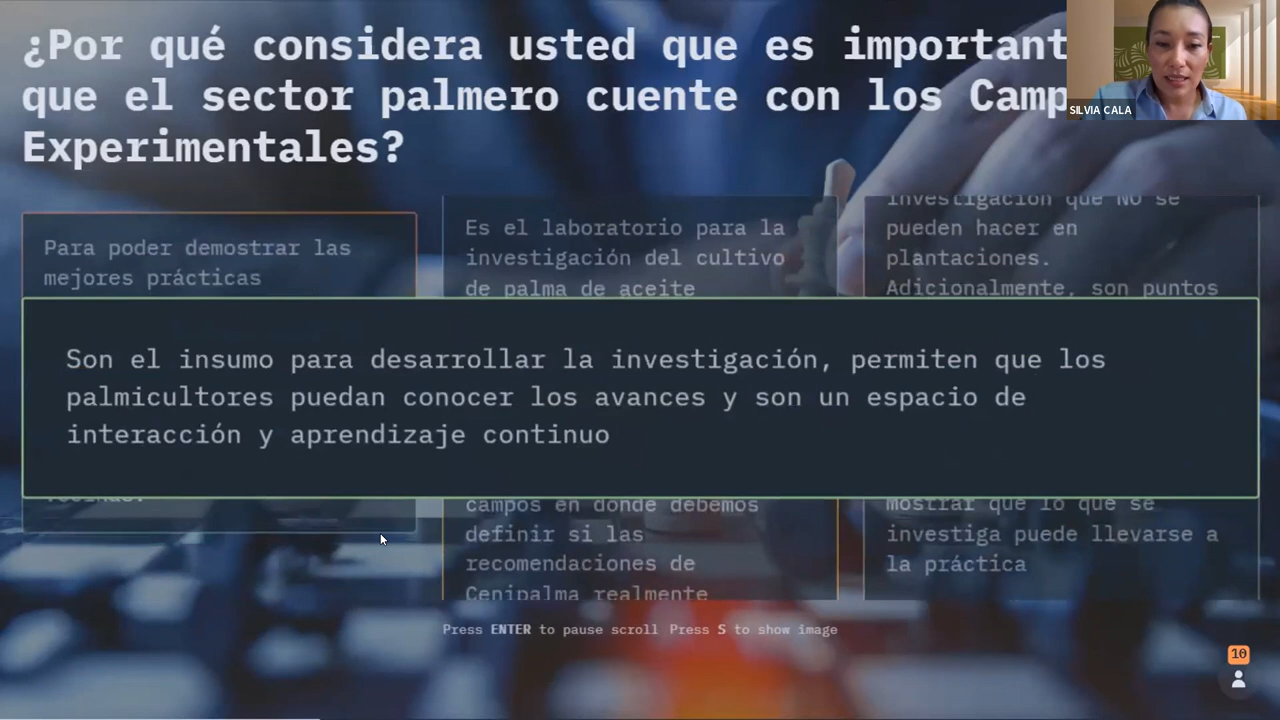 ¿Por qué considera usted que es important
que el sector palmero cuente con los Camp
Experimentales?
SILVIA CALA
Para poder demostrar las
mejores prácticas
Es el laboratorio para la
investigación del cultivo
de palma de aceite
investigación que NO se
pueden hacer en
plantaciones.
Adicionalmente, son puntos
Son el insumo para desarrollar la investigación, permiten que los
palmicultores puedan conocer los avances y son un espacio de
interacción y aprendizaje continuo
campos en donde debemos
definir si las
recomendaciones de
Cenipalma realmente
mostrar que lo que se
investiga puede llevarse a
la práctica
Press ENTER to pause scroll Press S to show image
10